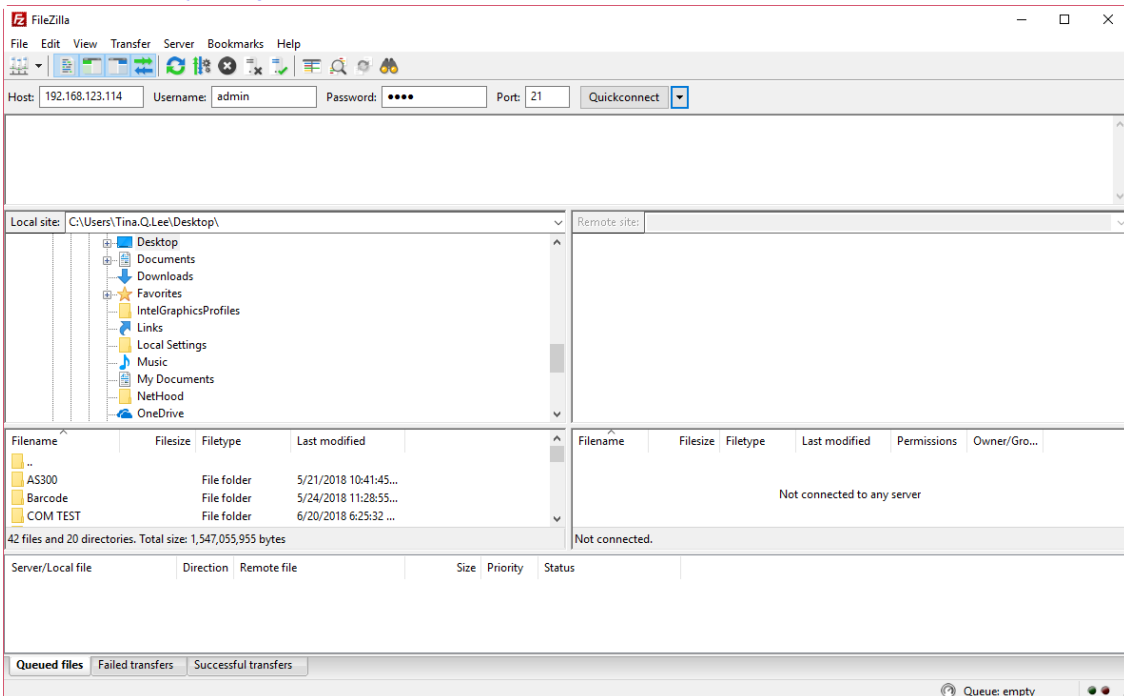 FileZilla
File Edit View Transfer Server Bookmarks Help
Host: 192.168.123.114 Username: admin Password: •••• Port: 21 Quickconnect
Local site: C:\Users\Tina.Q.Lee\Desktop\ Remote site:
Desktop
Documents
Downloads
Favorites
IntelGraphicsProfiles
Links
Local Settings
Music
My Documents
NetHood
OneDrive
Filename Filesize Filetype Last modified Filename Filesize Filetype Last modified Permissions Owner/Gro...
..
AS300 File folder 5/21/2018 10:41:45...
Barcode File folder 5/24/2018 11:28:55...
Not connected to any server
COM TEST File folder 6/20/2018 6:25:32 ...
42 files and 20 directories. Total size: 1,547,055,955 bytes Not connected.
Server/Local file Direction Remote file Size Priority Status
Queued files Failed transfers Successful transfers
Queue: empty